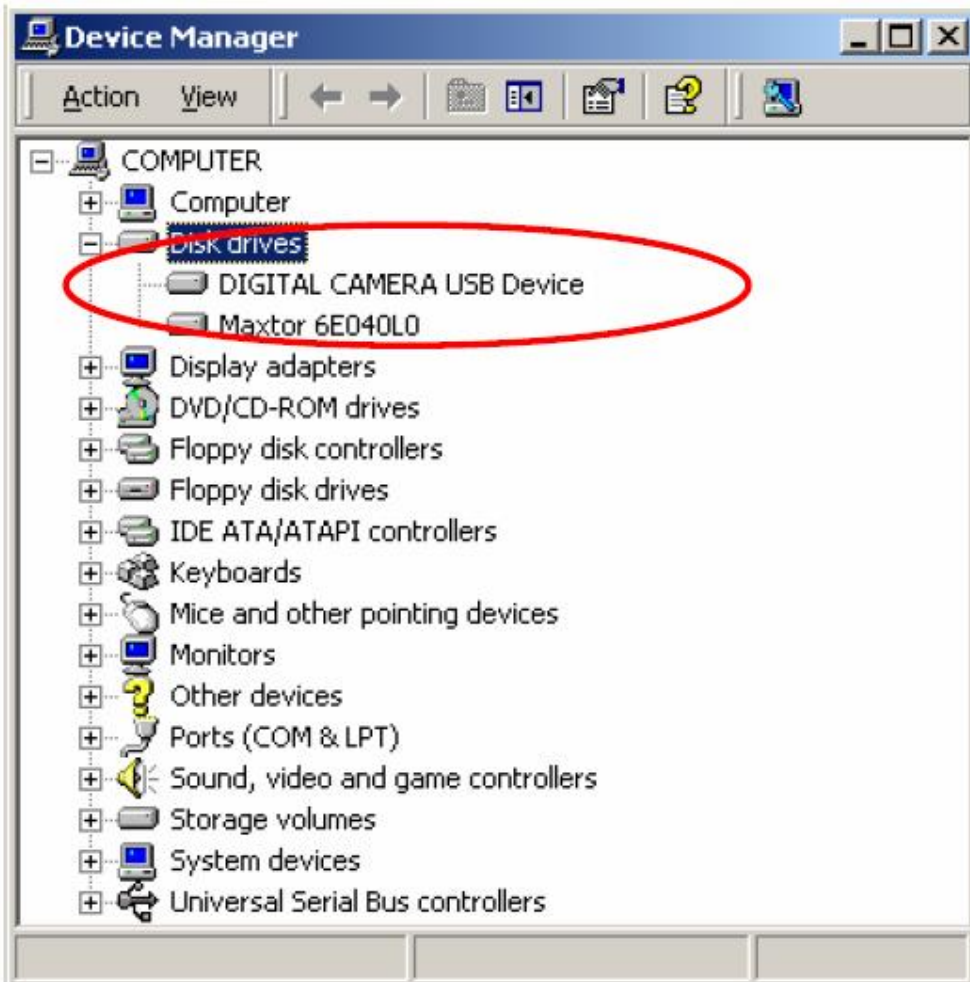 Device Manager
Action View
COMPUTER
Computer
Disk drives
DIGITAL CAMERA USB Device
Maxtor 6E040L0
Display adapters
DVD/CD-ROM drives
Floppy disk controllers
Floppy disk drives
IDE ATA/ATAPI controllers
Keyboards
Mice and other pointing devices
Monitors
Other devices
Ports (COM & LPT)
Sound, video and game controllers
Storage volumes
System devices
Universal Serial Bus controllers